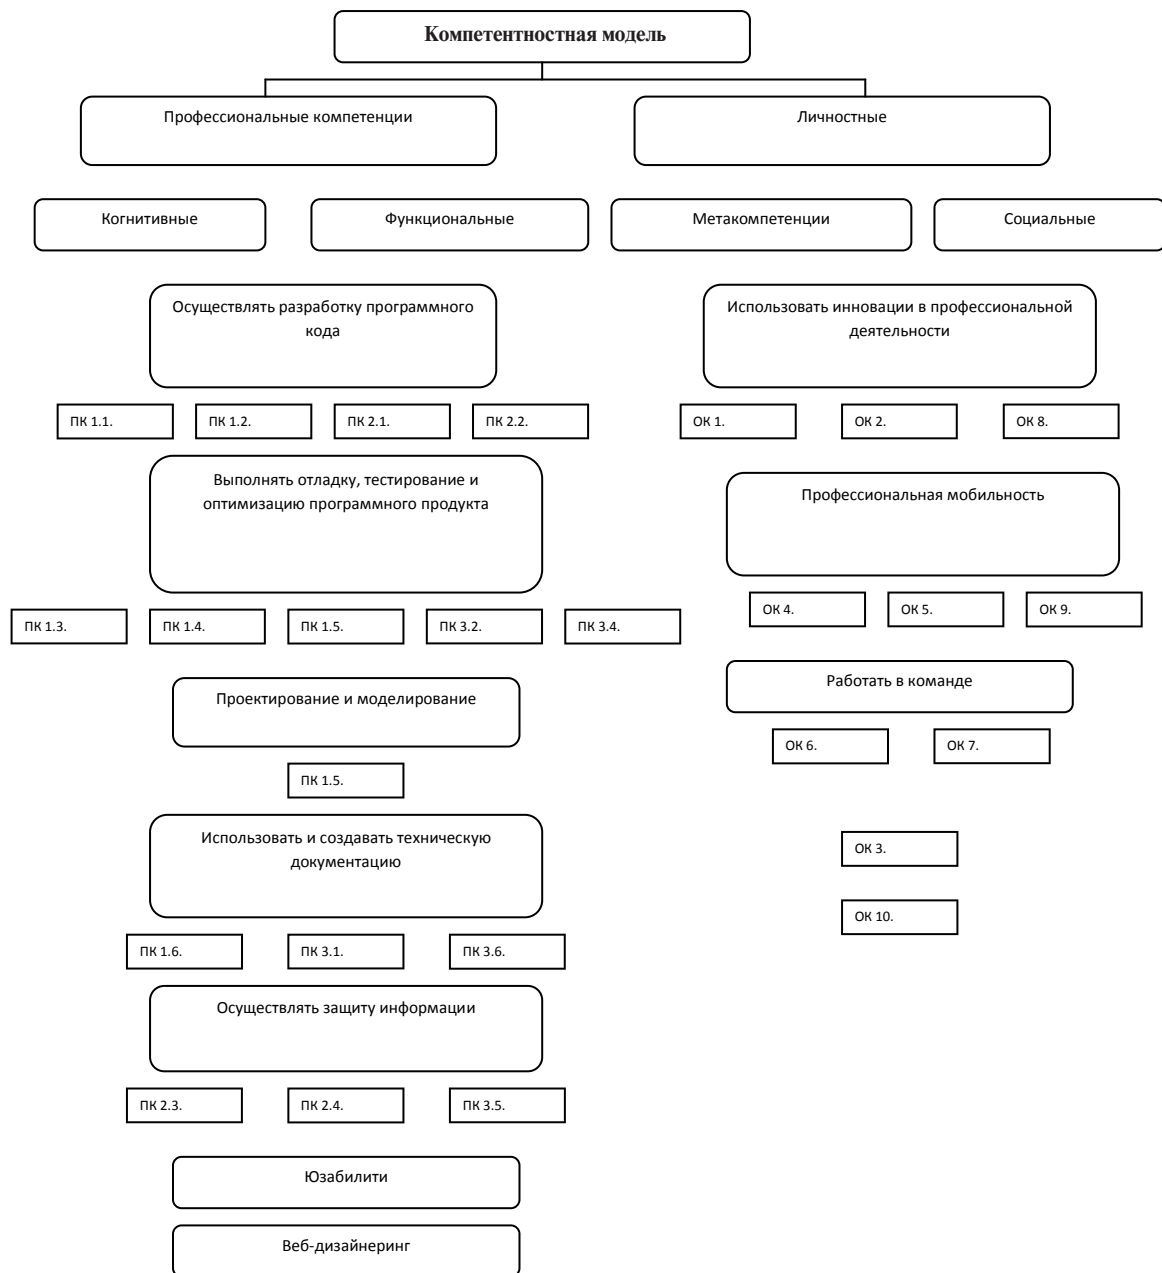 Компетентностная модель
Профессиональные компетенции
Личностные
Когнитивные
Функциональные
Метакомпетенции
Социальные
Осуществлять разработку программного
кода
ПК 1.1.
ПК 1.2.
ПК 2.1.
ПК 2.2.
Выполнять отладку, тестирование и
оптимизацию программного продукта
ПК 1.3.
ПК 1.4.
ПК 1.5.
ПК 3.2.
ПК 3.4.
Проектирование и моделирование
ПК 1.5.
Использовать и создавать техническую
документацию
ПК 1.6.
ПК 3.1.
ПК 3.6.
Осуществлять защиту информации
ПК 2.3.
ПК 2.4.
ПК 3.5.
Юзабилити
Веб-дизайнеринг
Использовать инновации в профессиональной
деятельности
ОК 1.
ОК 2.
ОК 8.
Профессиональная мобильность
ОК 4.
ОК 5.
ОК 9.
Работать в команде
ОК 6.
ОК 7.
ОК 3.
ОК 10.